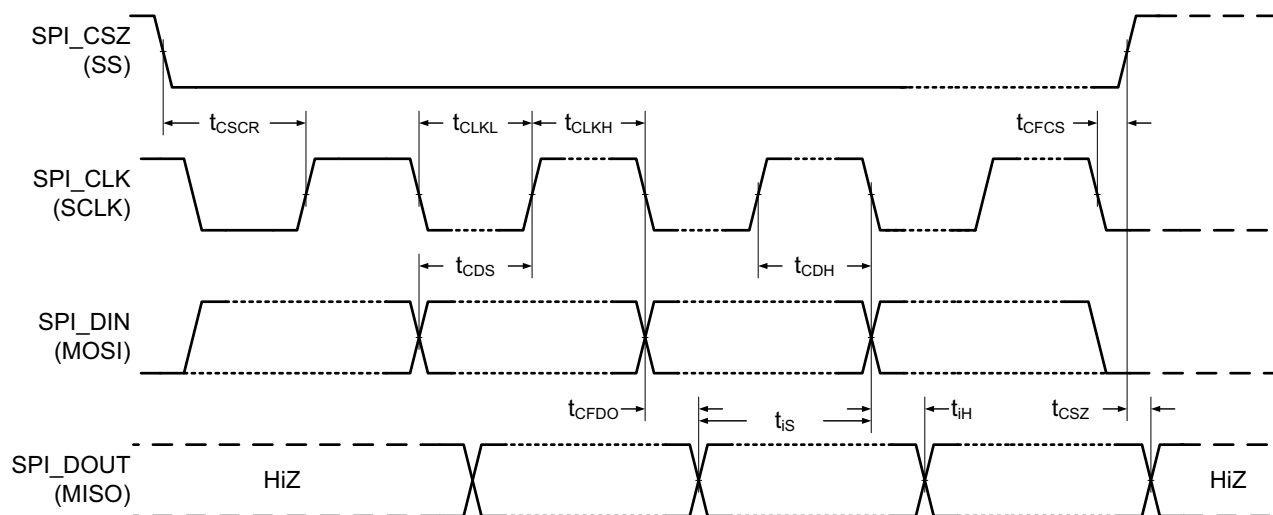 SPI_CSZ
(SS)
tCSCR
tCLKL
tCLKH
tCFCS
SPI_CLK
(SCLK)
tCDS
tCDH
SPI_DIN
(MOSI)
tCFDO
tiS
tiH
tCSZ
SPI_DOUT
(MISO)
HiZ
HiZ